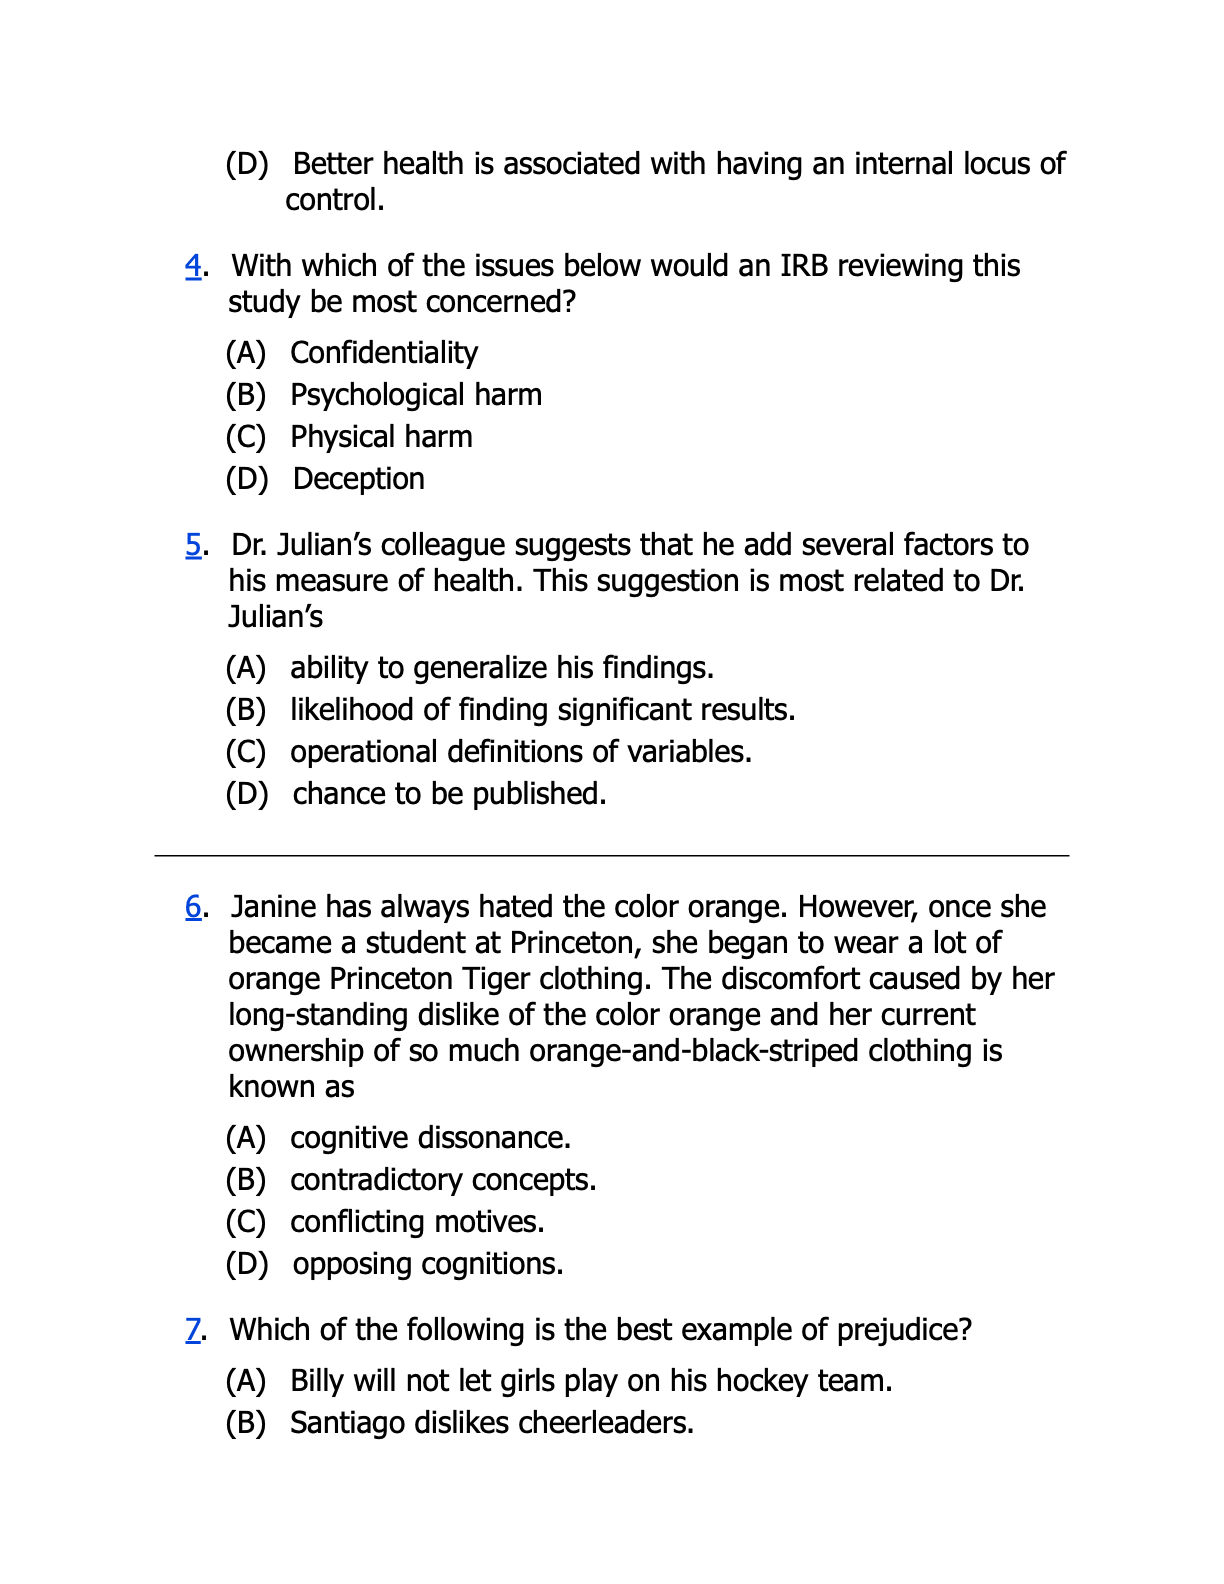 (D) Better health is associated with having an internal locus of
control.
4. With which of the issues below would an IRB reviewing this
study be most concerned?
(A) Confidentiality
(B) Psychological harm
(C) Physical harm
(D) Deception
5. Dr. Julian’s colleague suggests that he add several factors to
his measure of health. This suggestion is most related to Dr.
Julian’s
(A) ability to generalize his findings.
(B) likelihood of finding significant results.
(C) operational definitions of variables.
(D) chance to be published.
6. Janine has always hated the color orange. However, once she
became a student at Princeton, she began to wear a lot of
orange Princeton Tiger clothing. The discomfort caused by her
long-standing dislike of the color orange and her current
ownership of so much orange-and-black-striped clothing is
known as
(A) cognitive dissonance.
(B) contradictory concepts.
(C) conflicting motives.
(D) opposing cognitions.
7. Which of the following is the best example of prejudice?
(A) Billy will not let girls play on his hockey team.
(B) Santiago dislikes cheerleaders.